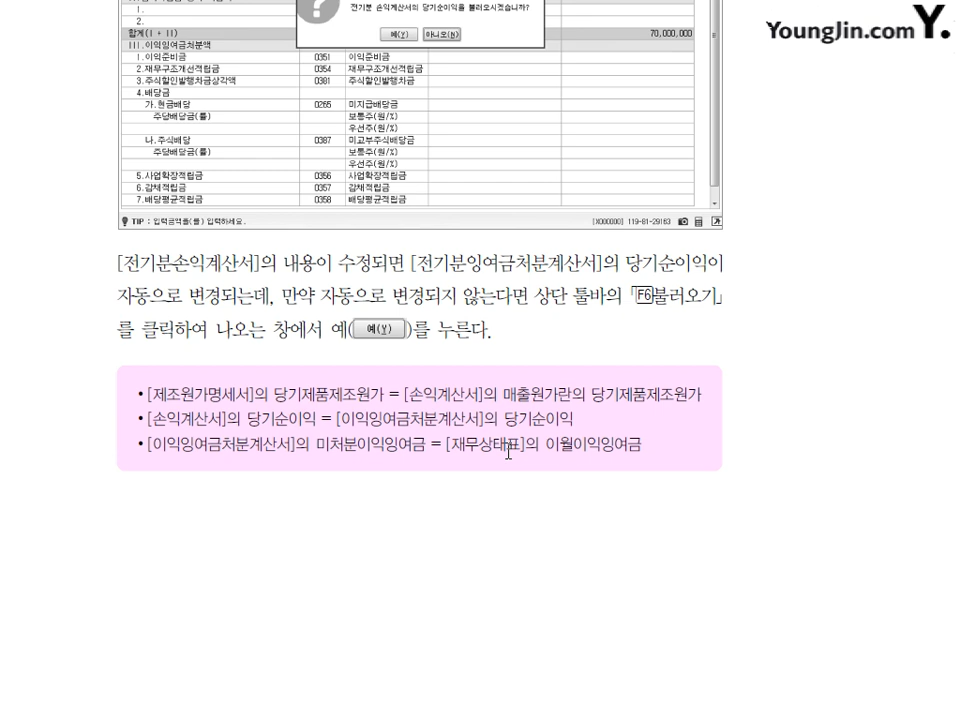 전기분 손익계산서의 당기순이익을 불러오시겠습니까?
예(Y) 아니오(N)
Younglin.com Y.
1.
2.
합계(Ⅰ + Ⅱ) 70,000,000
Ⅲ.이익잉여금처분액
1.이익준비금 0351 이익준비금
2.재무구조개선적립금 0354 재무구조개선적립금
3.주식할인발행차금상각액 0381 주식할인발행차금
4.배당금
가.현금배당 0265 미지급배당금
주당배당금(률) 보통주(원/%)
우선주(원/%)
나.주식배당 0387 미교부주식배당금
주당배당금(률) 보통주(원/%)
우선주(원/%)
5.사업확장적립금 0356 사업확장적립금
6.감채적립금 0357 감채적립금
7.배당평균적립금 0358 배당평균적립금
TIP : 입력금액을(를) 입력하세요. [X000000] 119-81-29163
[전기분손익계산서]의 내용이 수정되면 [전기분잉여금처분계산서]의 당기순이익이
자동으로 변경되는데, 만약 자동으로 변경되지 않는다면 상단 툴바의 「F6불러오기」
를 클릭하여 나오는 창에서 예( 예(Y) )를 누른다.
• [제조원가명세서]의 당기제품제조원가 = [손익계산서]의 매출원가란의 당기제품제조원가
• [손익계산서]의 당기순이익 = [이익잉여금처분계산서]의 당기순이익
• [이익잉여금처분계산서]의 미처분이익잉여금 = [재무상태표]의 이월이익잉여금